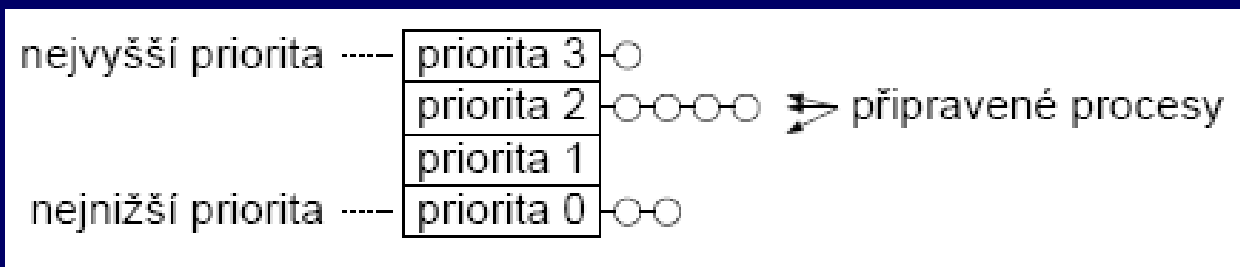 nejvyšší priorita priorita 3
priorita 2 připravené procesy
priorita 1
nejnižší priorita priorita 0